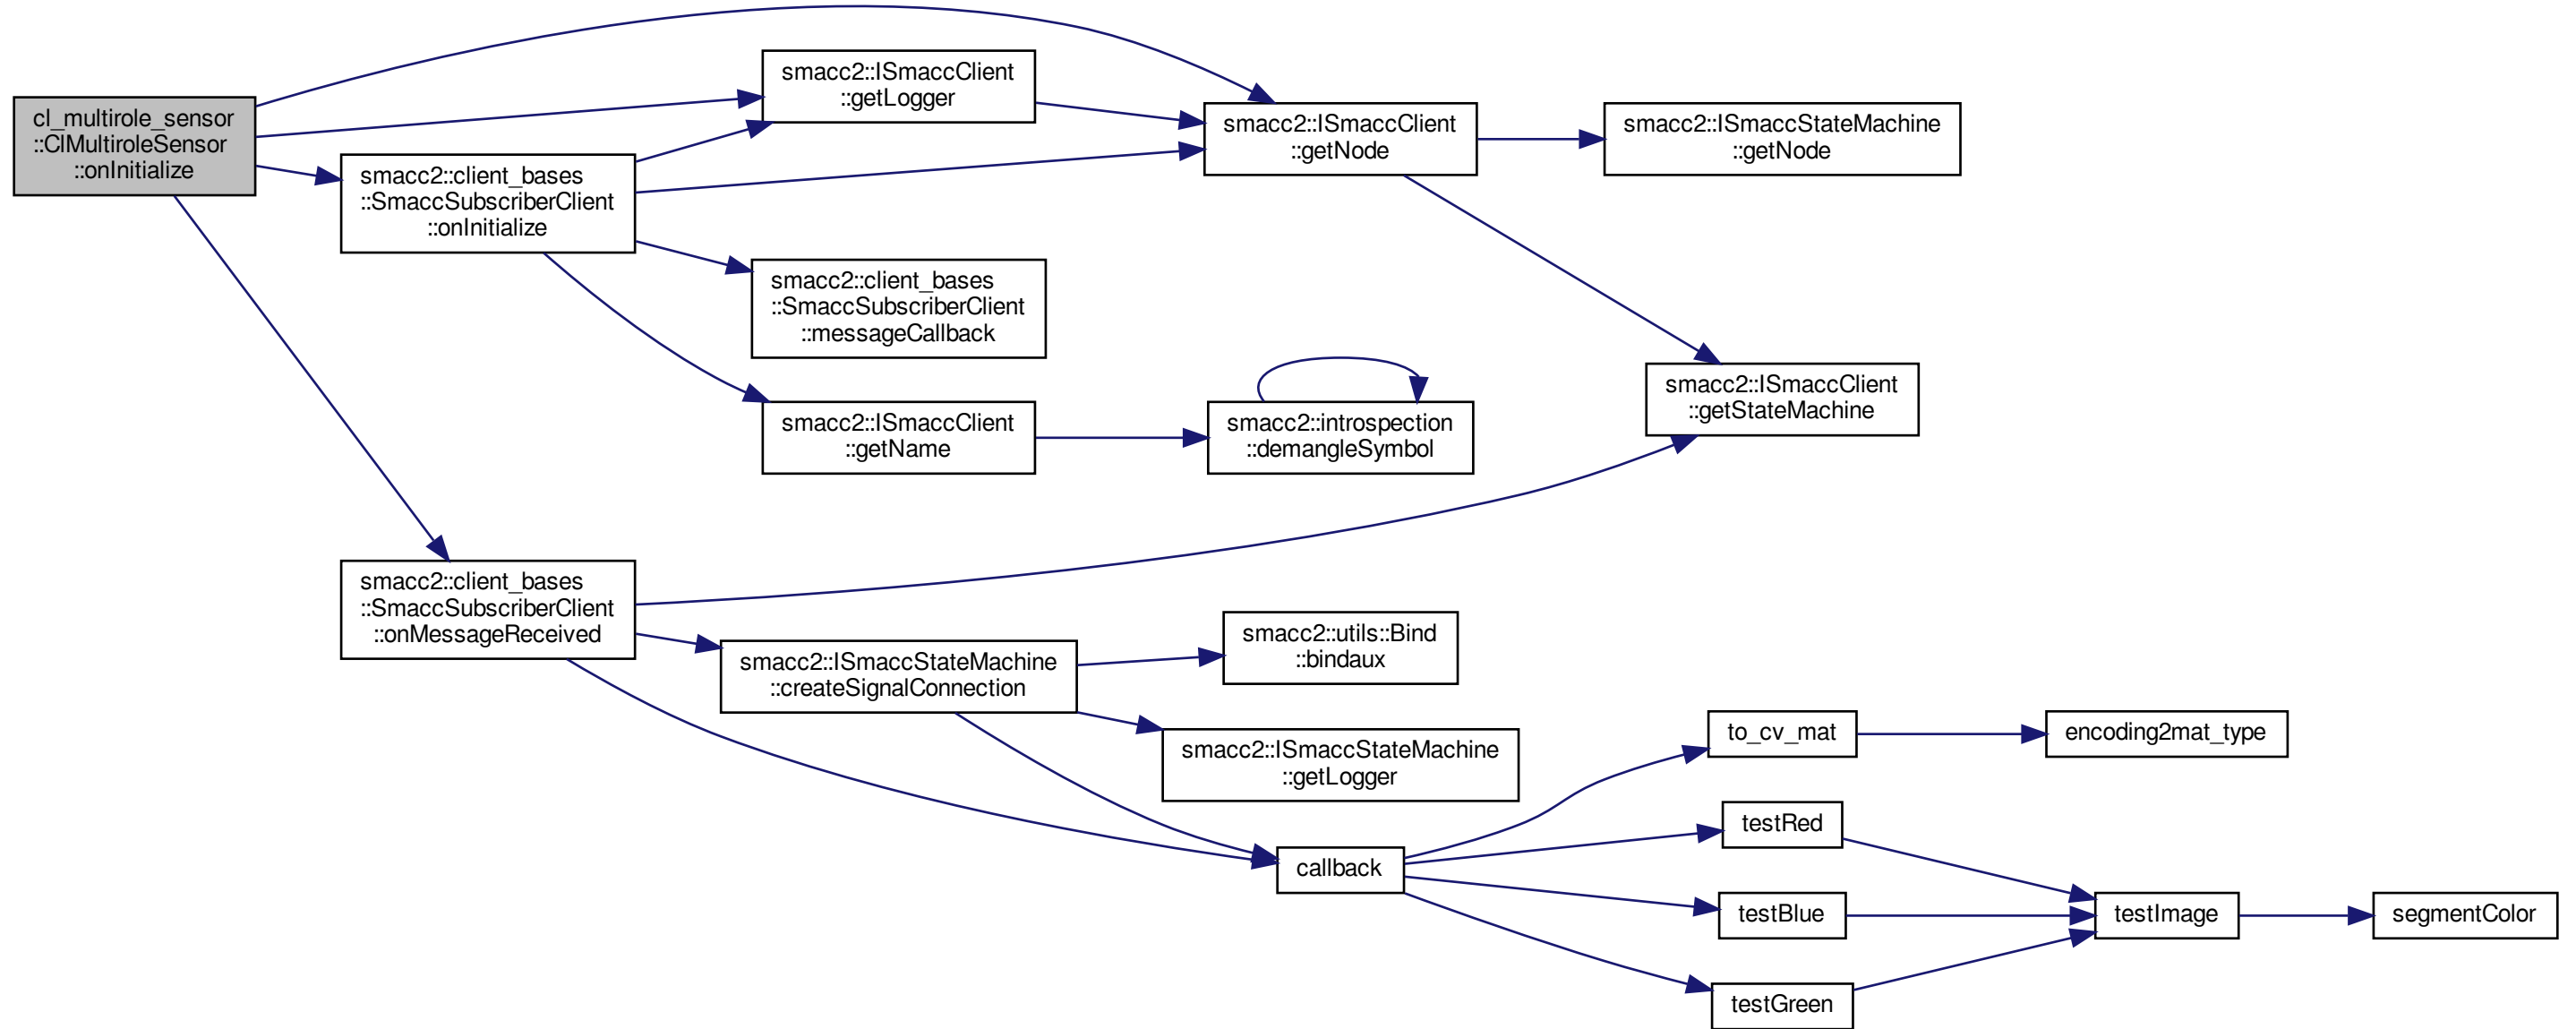 cl_multirole_sensor
::ClMultiroleSensor
::onInitialize
smacc2::ISmaccClient
::getLogger
smacc2::client_bases
::SmaccSubscriberClient
::onInitialize
smacc2::ISmaccClient
::getNode
smacc2::ISmaccStateMachine
::getNode
smacc2::client_bases
::SmaccSubscriberClient
::messageCallback
smacc2::ISmaccClient
::getName
smacc2::introspection
::demangleSymbol
smacc2::ISmaccClient
::getStateMachine
smacc2::client_bases
::SmaccSubscriberClient
::onMessageReceived
smacc2::ISmaccStateMachine
::createSignalConnection
smacc2::utils::Bind
::bindaux
smacc2::ISmaccStateMachine
::getLogger
callback
to_cv_mat
encoding2mat_type
testRed
testBlue
testGreen
testImage
segmentColor